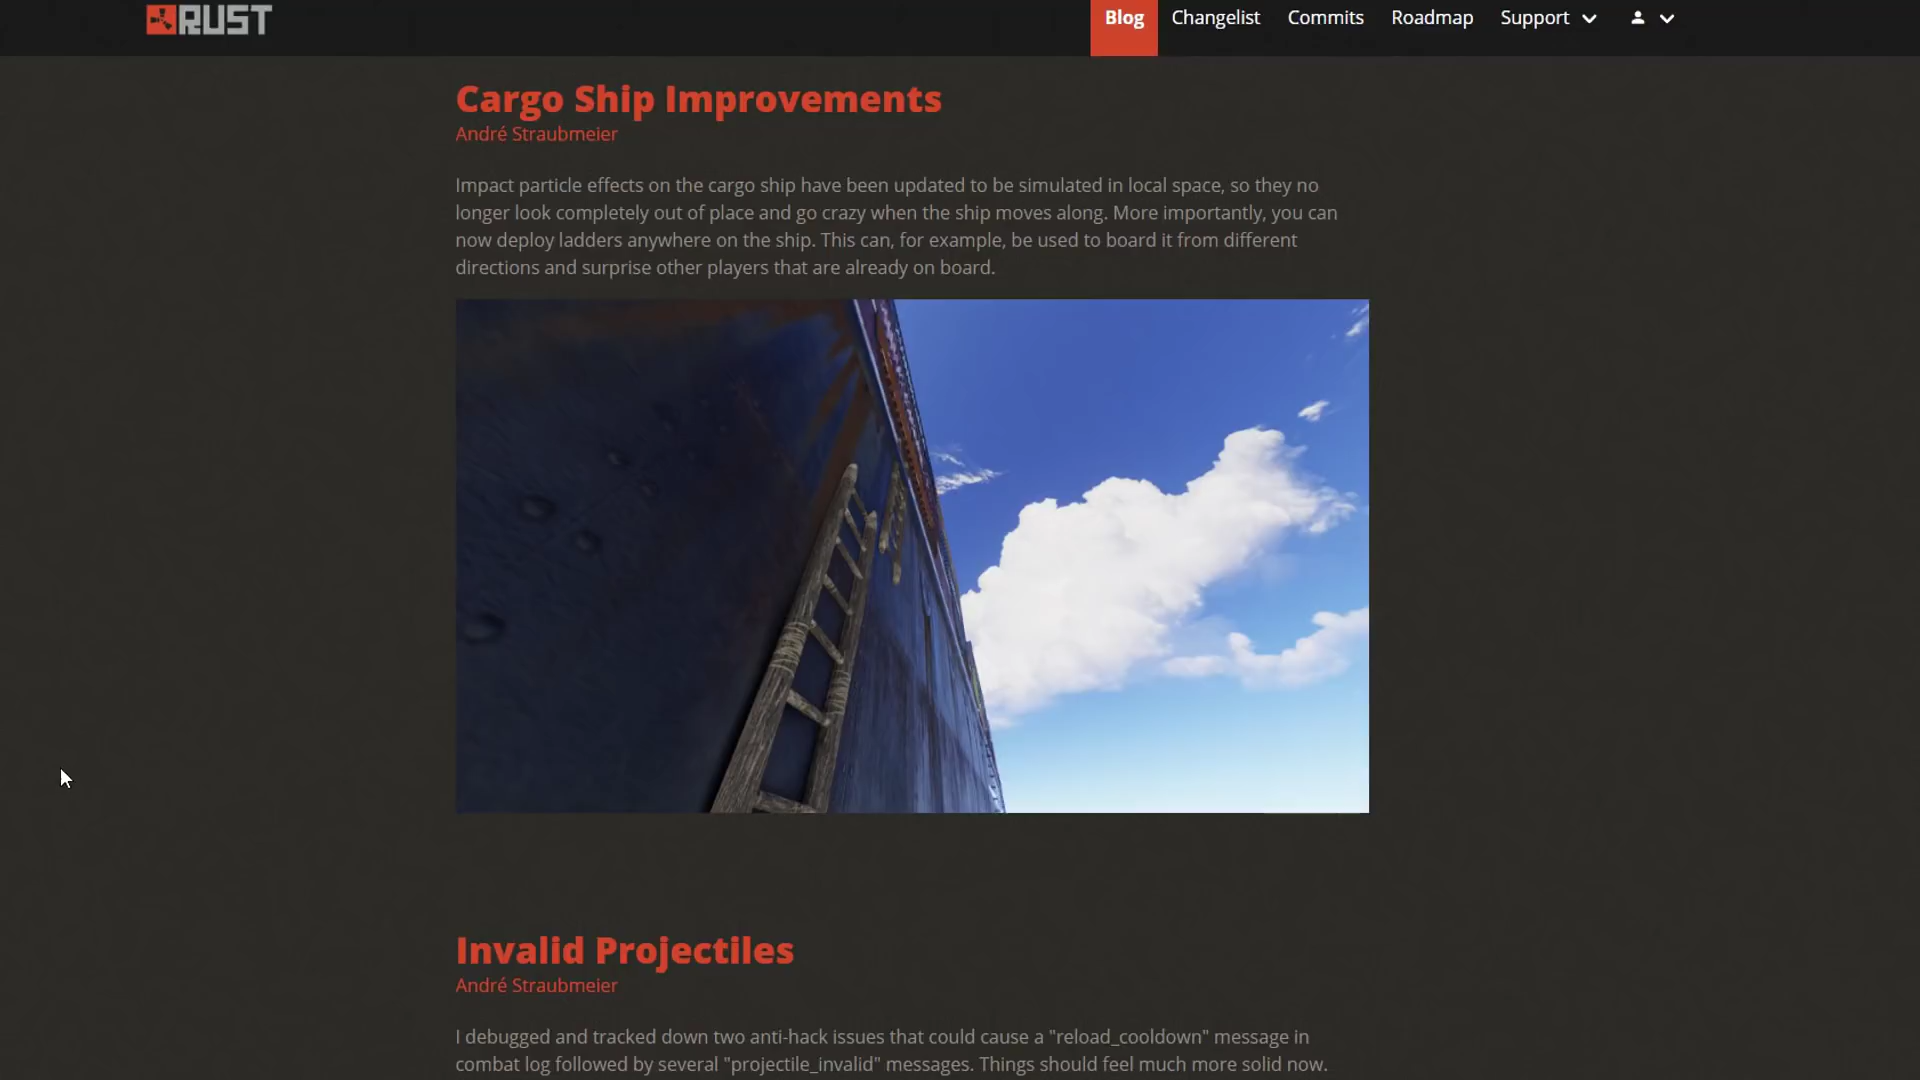 RUST
Blog
Changelist
Commits
Roadmap
Support
Cargo Ship Improvements
André Straubmeier
Impact particle effects on the cargo ship have been updated to be simulated in local space, so they no
longer look completely out of place and go crazy when the ship moves along. More importantly, you can
now deploy ladders anywhere on the ship. This can, for example, be used to board it from different
directions and surprise other players that are already on board.
Invalid Projectiles
André Straubmeier
I debugged and tracked down two anti-hack issues that could cause a "reload_cooldown" message in
combat log followed by several "projectile_invalid" messages. Things should feel much more solid now.